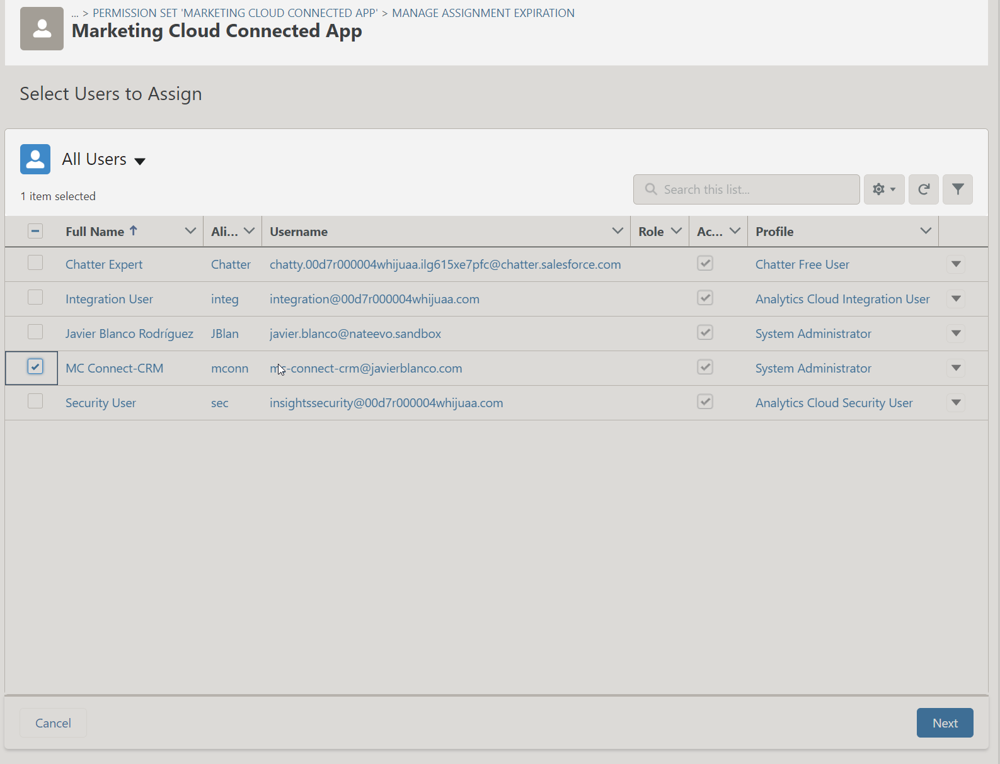 ... > PERMISSION SET 'MARKETING CLOUD CONNECTED APP' > MANAGE ASSIGNMENT EXPIRATION
Marketing Cloud Connected App
Select Users to Assign
All Users
1 item selected
Search this list...
Full Name Ali... Username Role Ac... Profile
Chatter Expert Chatter chatty.00d7r000004whijuaa.ilg615xe7pfc@chatter.salesforce.com Chatter Free User
Integration User integ integration@00d7r000004whijuaa.com Analytics Cloud Integration User
Javier Blanco Rodríguez JBlan javier.blanco@nateevo.sandbox System Administrator
MC Connect-CRM mconn mc-connect-crm@javierblanco.com System Administrator
Security User sec insightssecurity@00d7r000004whijuaa.com Analytics Cloud Security User
Cancel Next